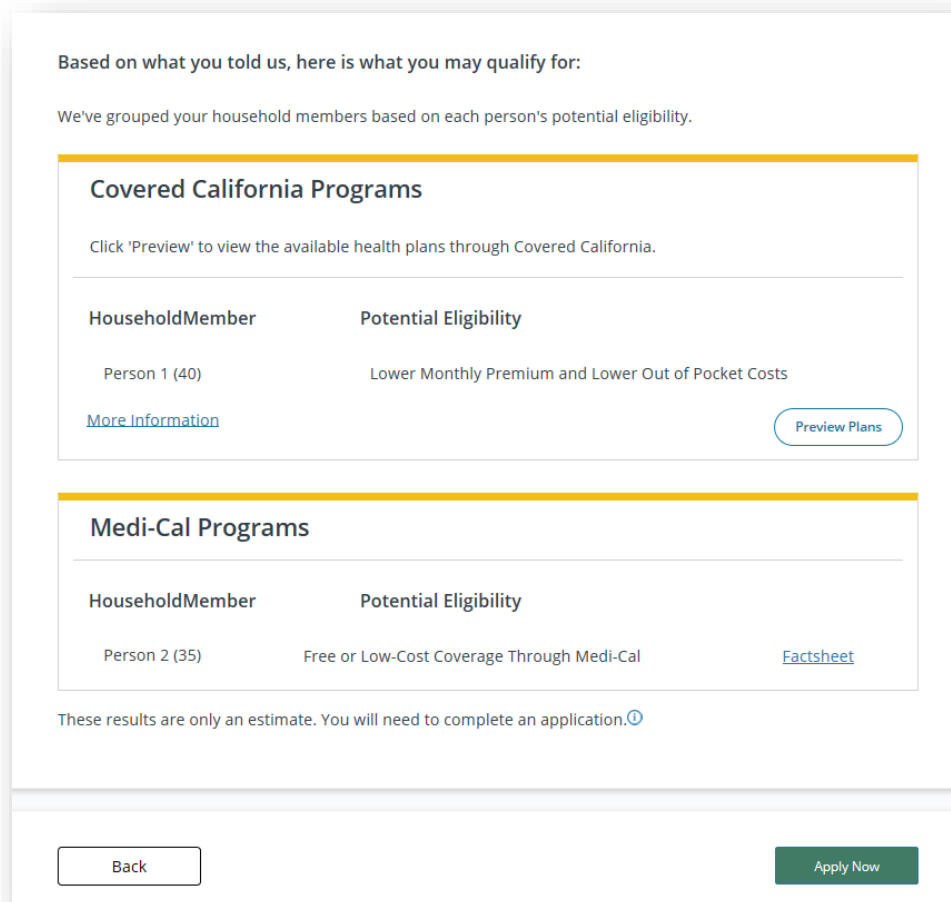 Based on what you told us, here is what you may qualify for:
We've grouped your household members based on each person's potential eligibility.
Covered California Programs
Click 'Preview' to view the available health plans through Covered California.
HouseholdMember Potential Eligibility
Person 1 (40) Lower Monthly Premium and Lower Out of Pocket Costs
More Information Preview Plans
Medi-Cal Programs
HouseholdMember Potential Eligibility
Person 2 (35) Free or Low-Cost Coverage Through Medi-Cal Factsheet
These results are only an estimate. You will need to complete an application.
Back Apply Now